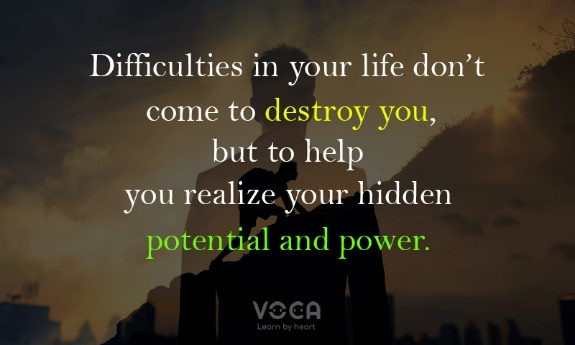 Difficulties in your life don't
come to destroy you,
but to help
you realize your hidden
potential and power.
VOCA
Learn by heart